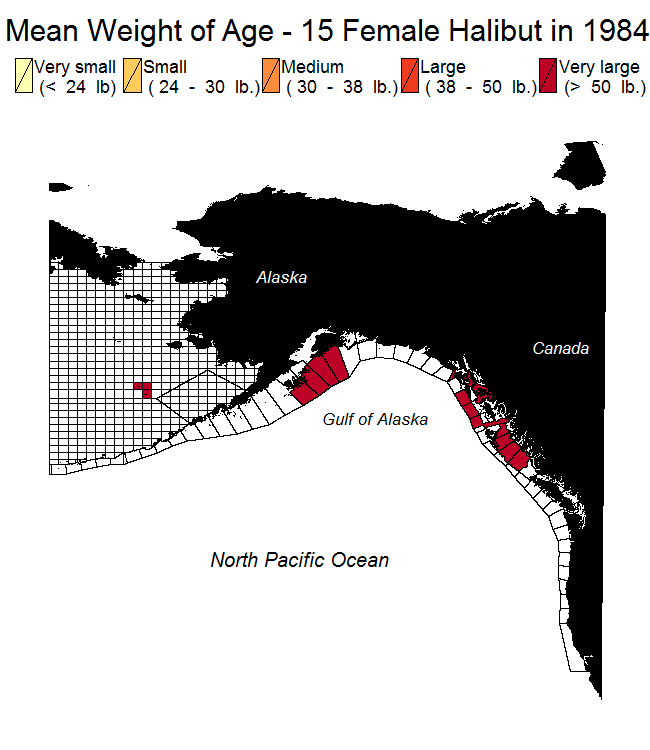 Mean Weight of Age - 15 Female Halibut in 1984
Very small Small Medium Large Very large
(< 24 lb) (24 - 30 lb.) (30 - 38 lb.) (38 - 50 lb.) (> 50 lb.)
Alaska
Canada
Gulf of Alaska
North Pacific Ocean